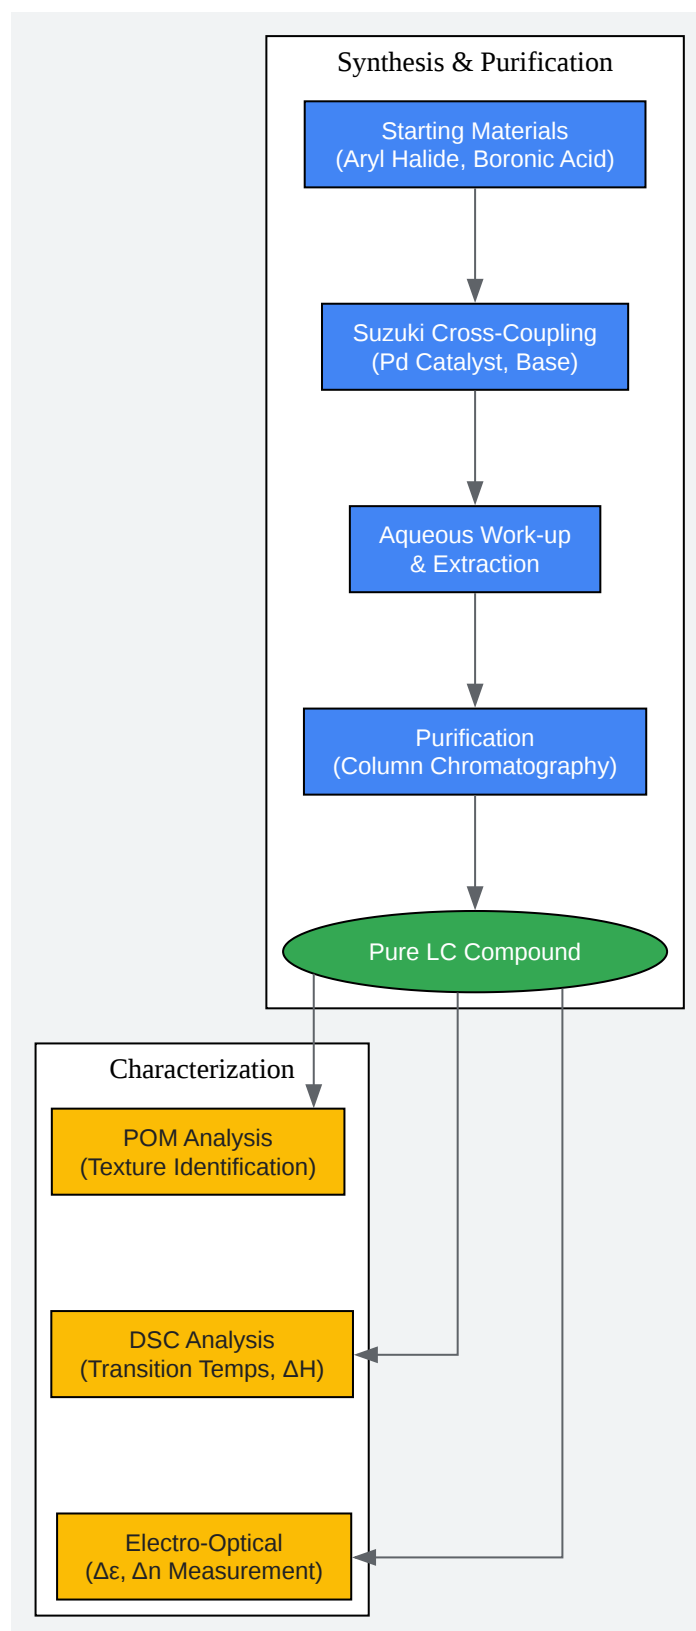 Synthesis & Purification
Starting Materials
(Aryl Halide, Boronic Acid)
Suzuki Cross-Coupling
(Pd Catalyst, Base)
Aqueous Work-up
& Extraction
Purification
(Column Chromatography)
Pure LC Compound
Characterization
POM Analysis
(Texture Identification)
DSC Analysis
(Transition Temps, ΔH)
Electro-Optical
(Δε, Δn Measurement)